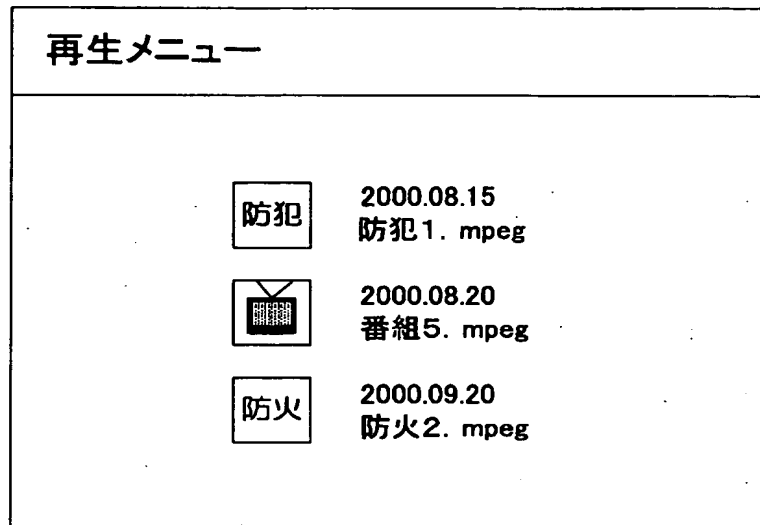 再生メニュー
防犯
2000.08.15
防犯1. mpeg
2000.08.20
番組5. mpeg
防火
2000.09.20
防火2. mpeg